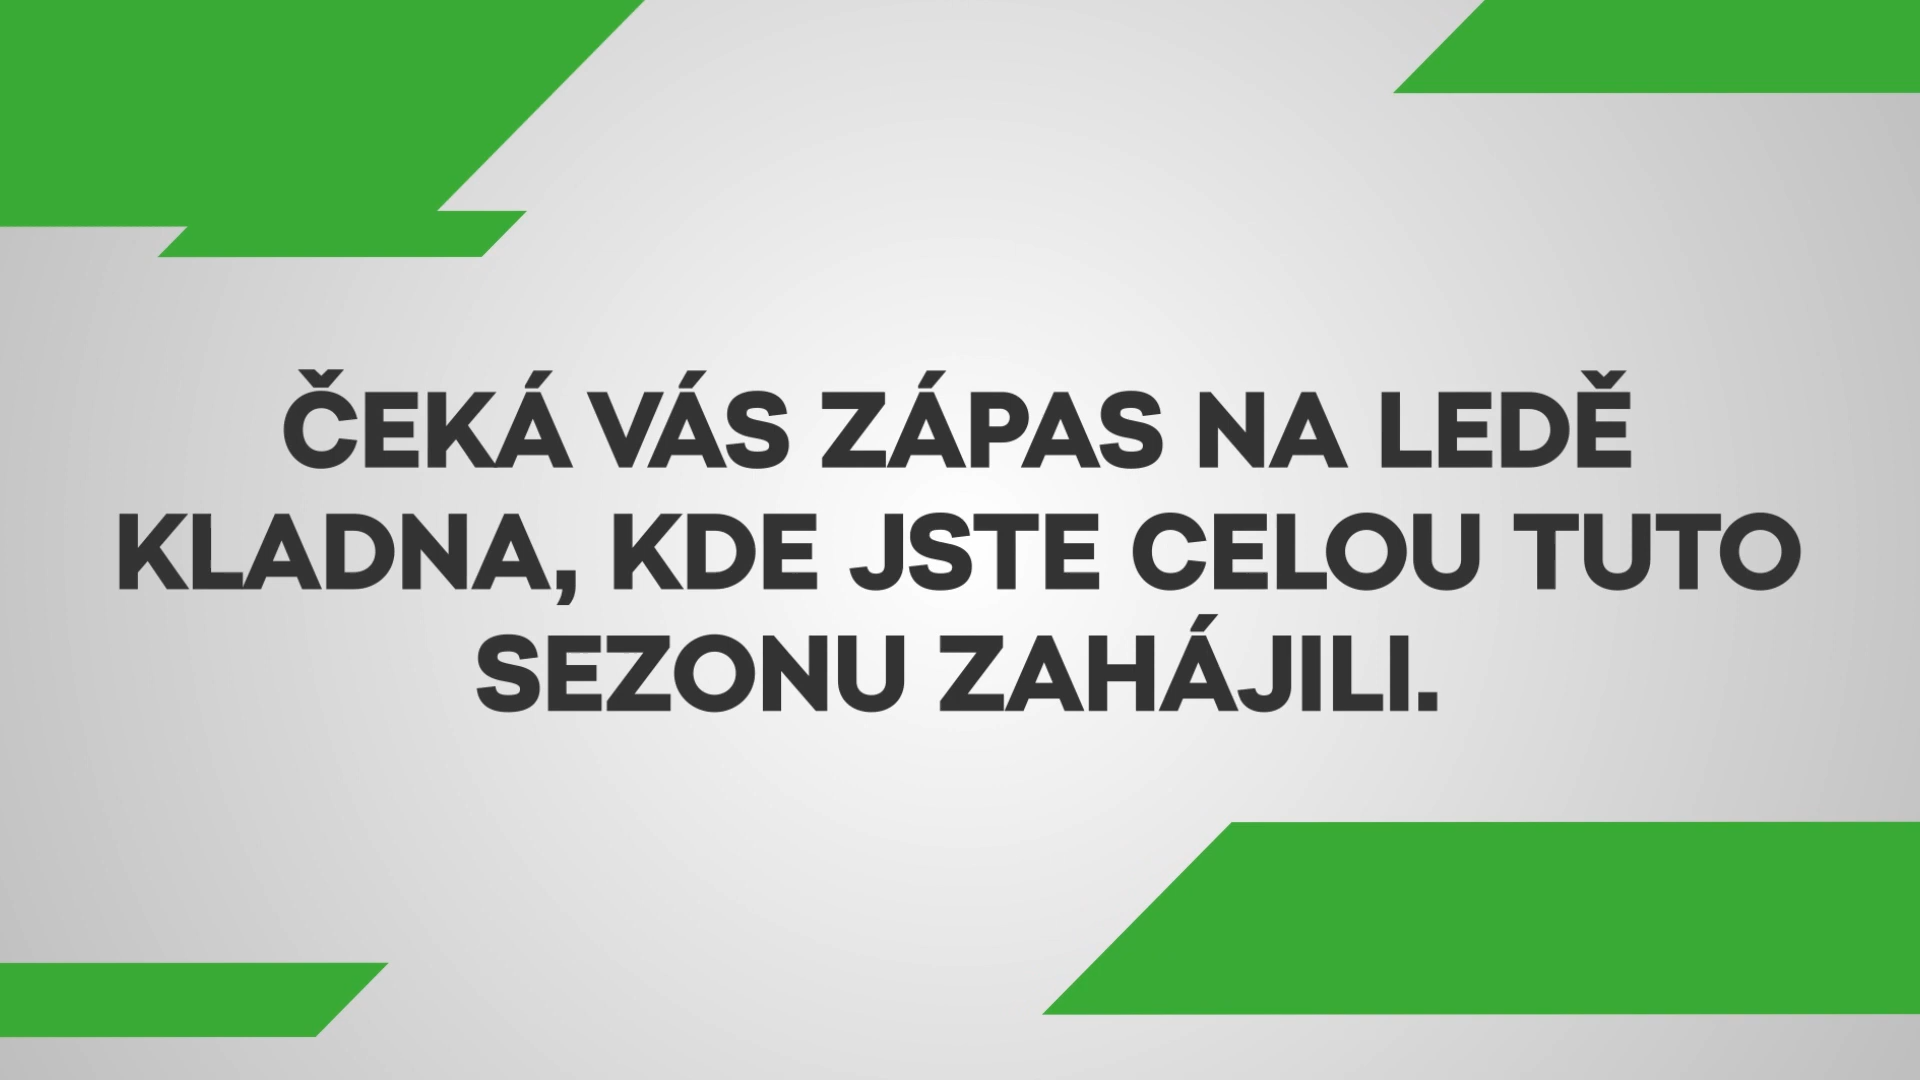 ČEKÁ VÁS ZÁPAS NA LEDĚ
KLADNA, KDE JSTE CELOU TUTO
SEZONU ZAHÁJILI.